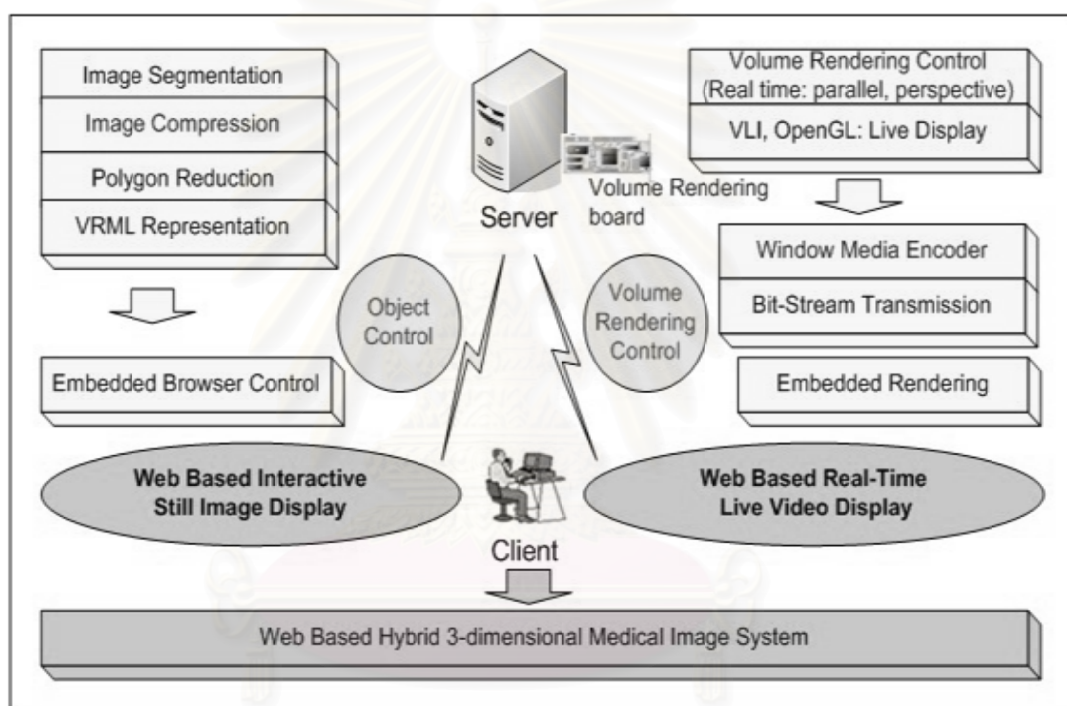 Image Segmentation
Image Compression
Polygon Reduction
VRML Representation
Embedded Browser Control
Web Based Interactive
Still Image Display
Object
Control
Server
Volume Rendering
board
Volume
Rendering
Control
Client
Volume Rendering Control
(Real time: parallel, perspective)
VLI, OpenGL: Live Display
Window Media Encoder
Bit-Stream Transmission
Embedded Rendering
Web Based Real-Time
Live Video Display
Web Based Hybrid 3-dimensional Medical Image System